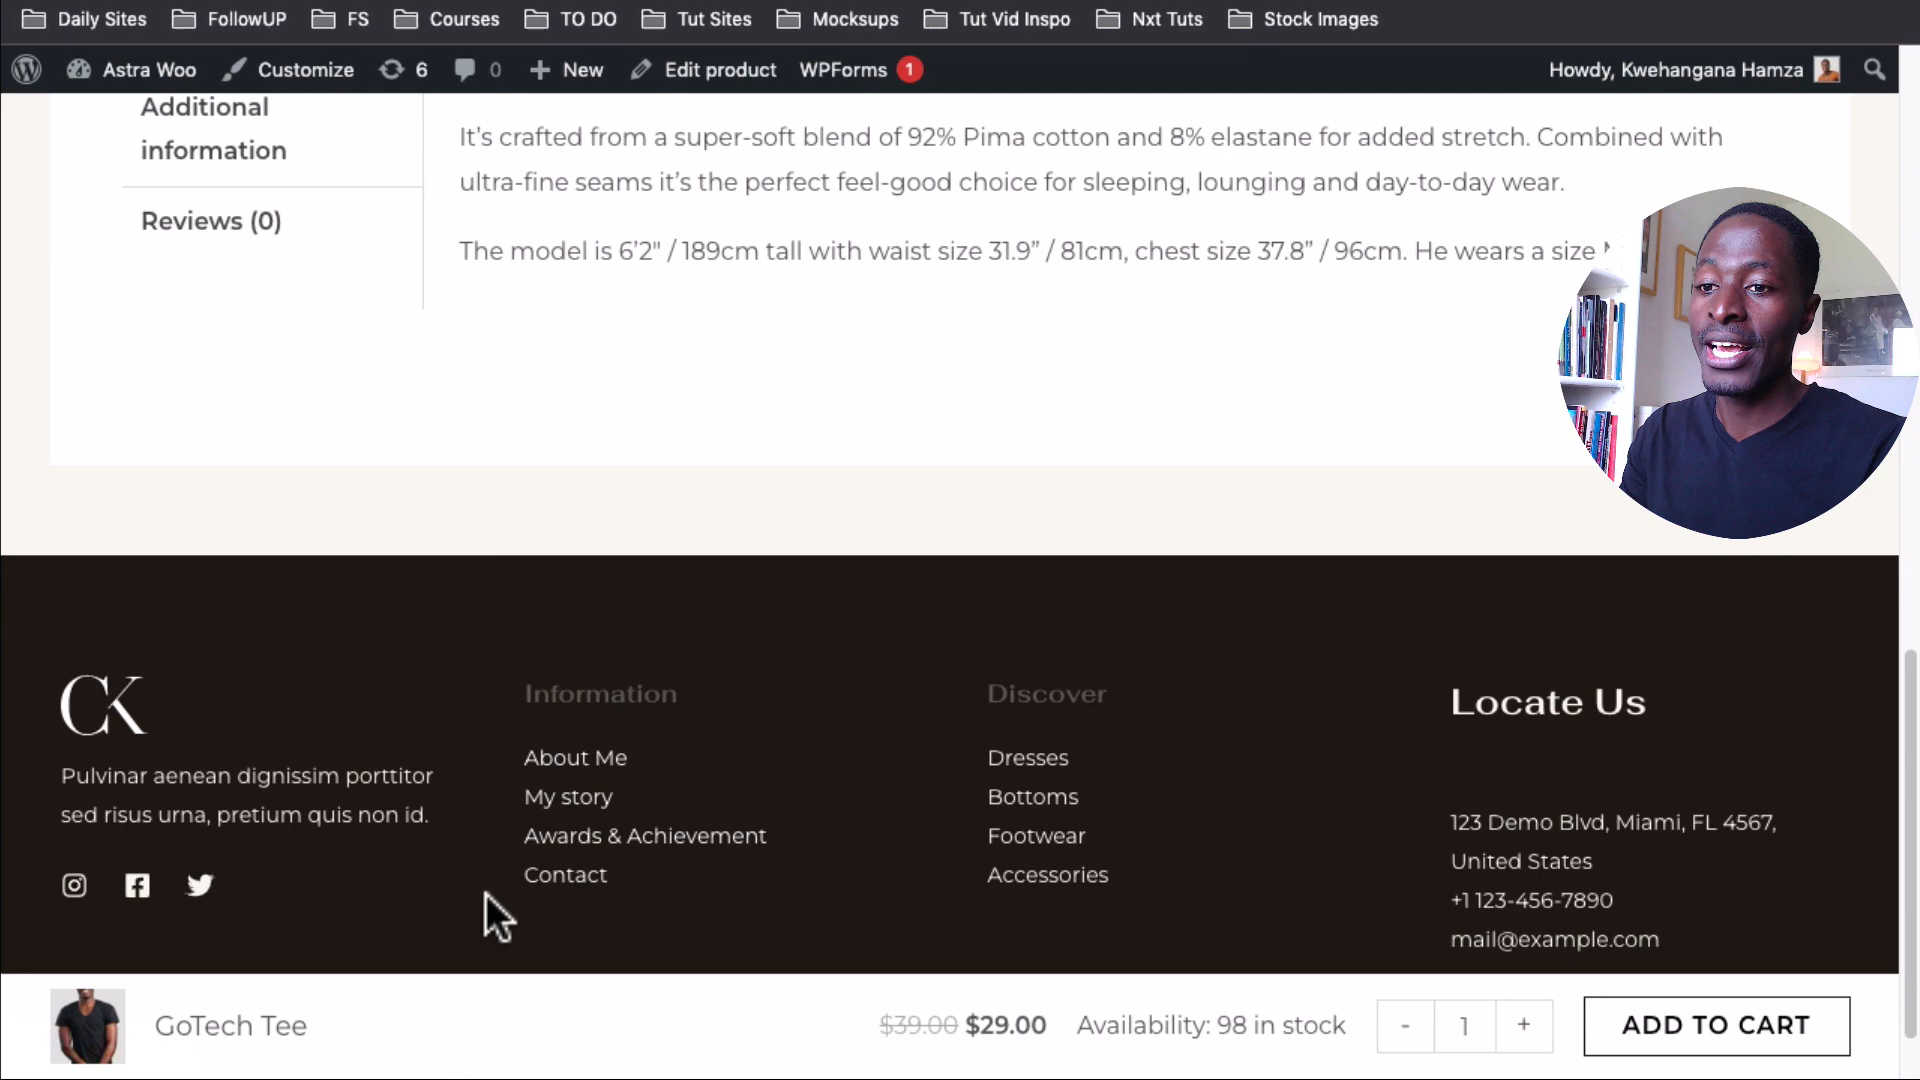 Daily Sites FollowUP FS Courses TO DO Tut Sites Mocksups Tut Vid Inspo Nxt Tuts Stock Images
Astra Woo Customize 6 0 New Edit product WPForms 1 Howdy, Kwehangana Hamza
Additional
information
Reviews (0)
It’s crafted from a super-soft blend of 92% Pima cotton and 8% elastane for added stretch. Combined with
ultra-fine seams it’s the perfect feel-good choice for sleeping, lounging and day-to-day wear.
The model is 6’2" / 189cm tall with waist size 31.9” / 81cm, chest size 37.8” / 96cm. He wears a size
CK
Pulvinar aenean dignissim porttitor
sed risus urna, pretium quis non id.
Information
About Me
My story
Awards & Achievement
Contact
Discover
Dresses
Bottoms
Footwear
Accessories
Locate Us
123 Demo Blvd, Miami, FL 4567,
United States
+1 123-456-7890
mail@example.com
GoTech Tee $39.00 $29.00 Availability: 98 in stock - 1 + ADD TO CART